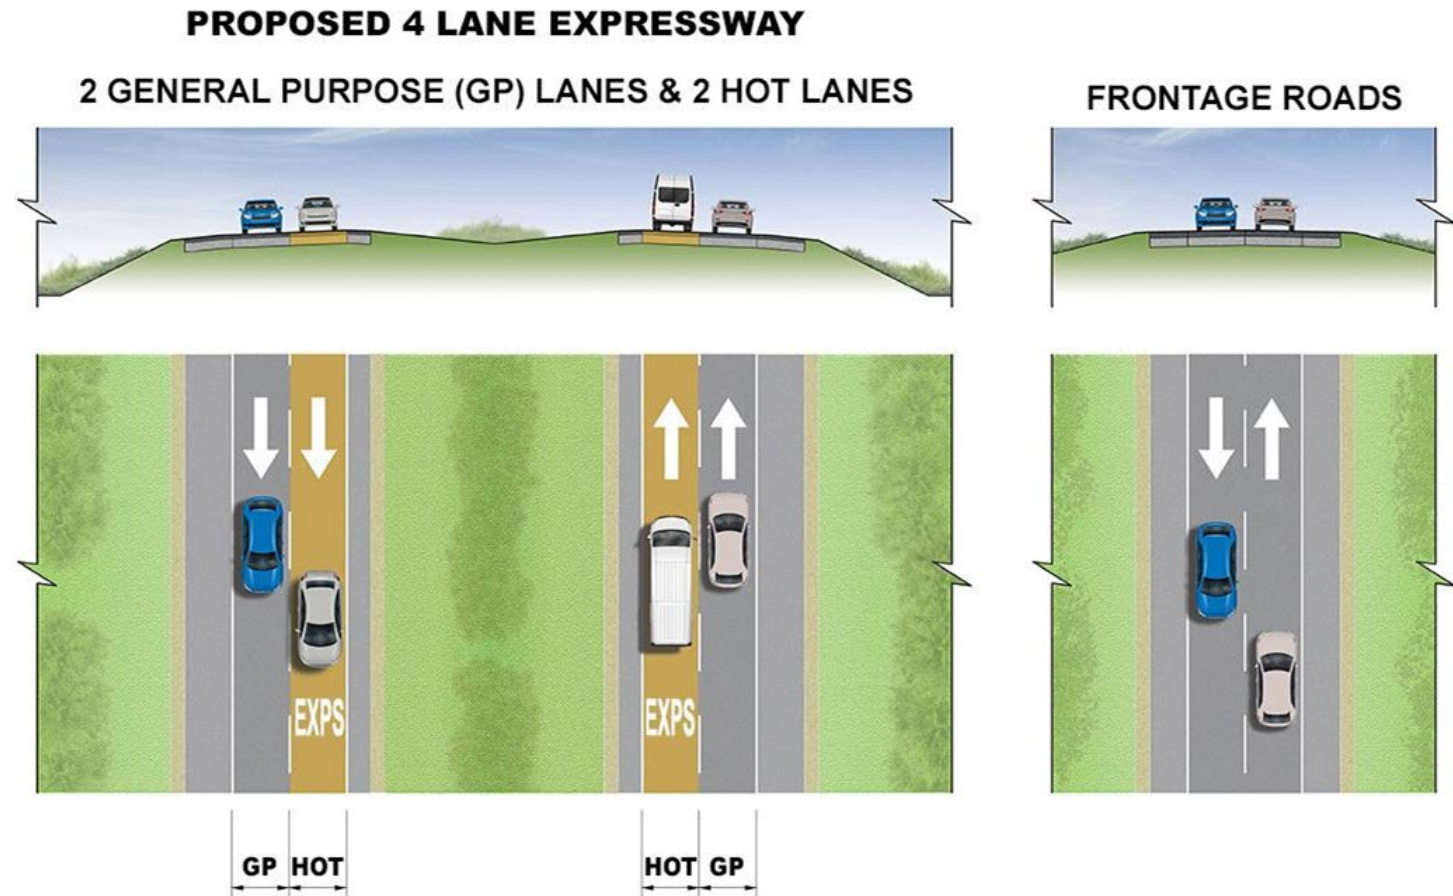 PROPOSED 4 LANE EXPRESSWAY
2 GENERAL PURPOSE (GP) LANES & 2 HOT LANES
FRONTAGE ROADS
EXPS
EXPS
GP HOT
HOT GP